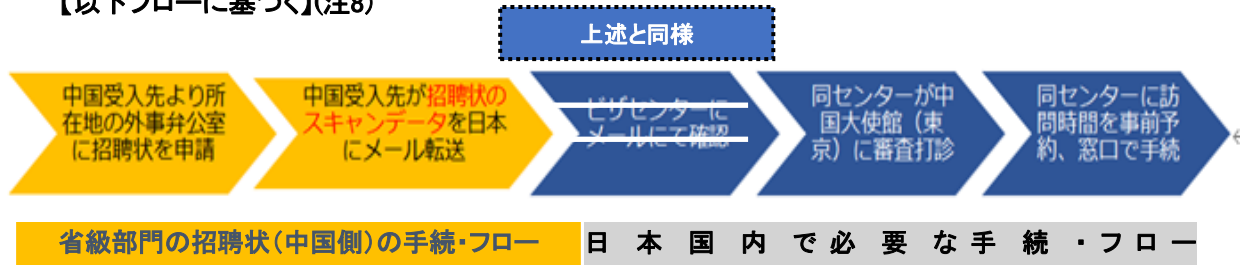 【以下フローに基づく】(注8)
上述と同様
中国受入先より所
在地の外事弁公室
に招聘状を申請
中国受入先が招聘状の
スキャンデータを日本
にメール転送
ビザセンターに
メールにて確認
同センターが中
国大使館（東
京）に審査打診
同センターに訪
問時間を事前予
約、窓口で手続
省級部門の招聘状(中国側)の手続・フロー
日本国内で必要な手続・フロー